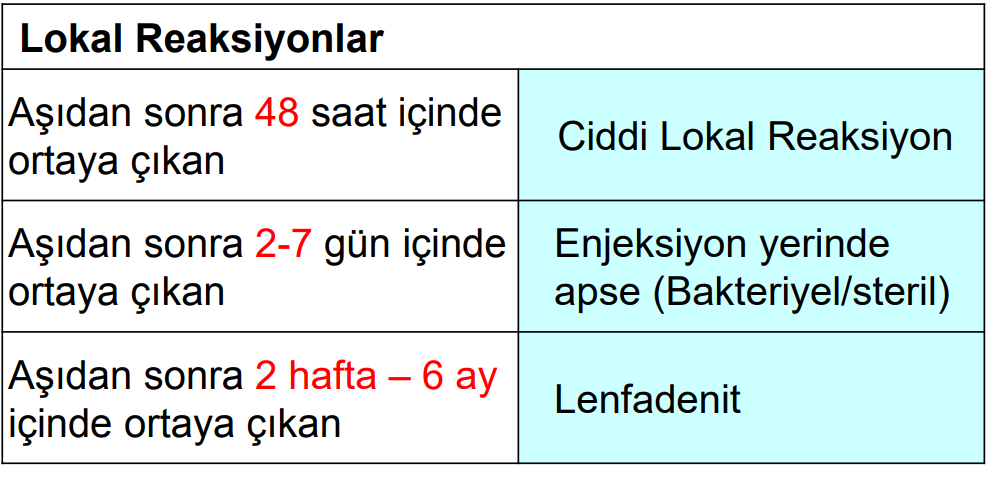 Lokal Reaksiyonlar
Aşıdan sonra 48 saat içinde
ortaya çıkan
Ciddi Lokal Reaksiyon
Aşıdan sonra 2-7 gün içinde
ortaya çıkan
Enjeksiyon yerinde
apse (Bakteriyel/steril)
Aşıdan sonra 2 hafta – 6 ay
içinde ortaya çıkan
Lenfadenit